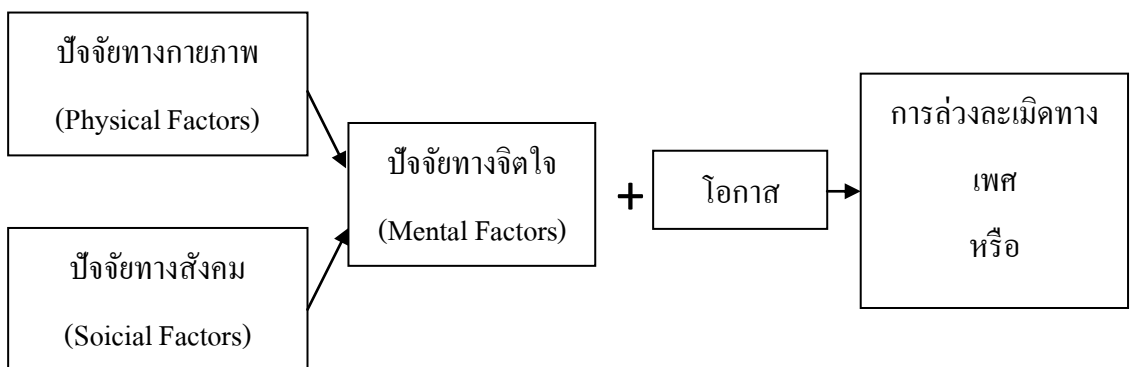 ปัจจัยทางกายภาพ
(Physical Factors)
ปัจจัยทางสังคม
(Soicial Factors)
ปัจจัยทางจิตใจ
(Mental Factors)
+
โอกาส
การล่วงละเมิดทาง
เพศ
หรือ